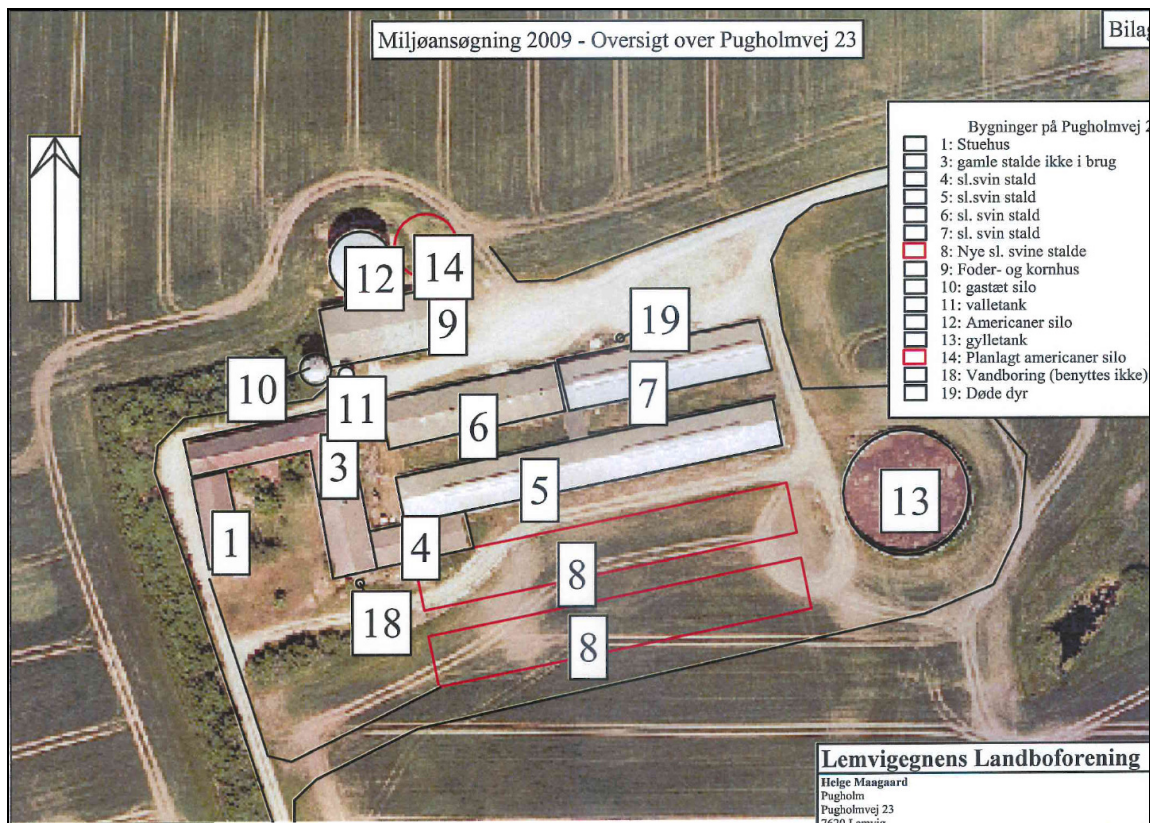 Miljøansøgning 2009 - Oversigt over Pugholmvej 23
Bilag
Bygninger på Pugholmvej 2
1: Stuehus
3: gamle stalde ikke i brug
4: sl.svin stald
5: sl.svin stald
6: sl. svin stald
7: sl. svin stald
8: Nye sl. svine stalde
9: Foder- og kornhus
10: gastæt silo
11: valletank
12: Americaner silo
13: gylletank
14: Planlagt americaner silo
18: Vandboring (benyttes ikke)
19: Døde dyr
12
14
9
19
10
11
7
6
3
5
13
1
4
8
18
8
Lemvigegnens Landboforening
Helge Maagaard
Pugholm
Pugholmvej 23
7620 Lemvig